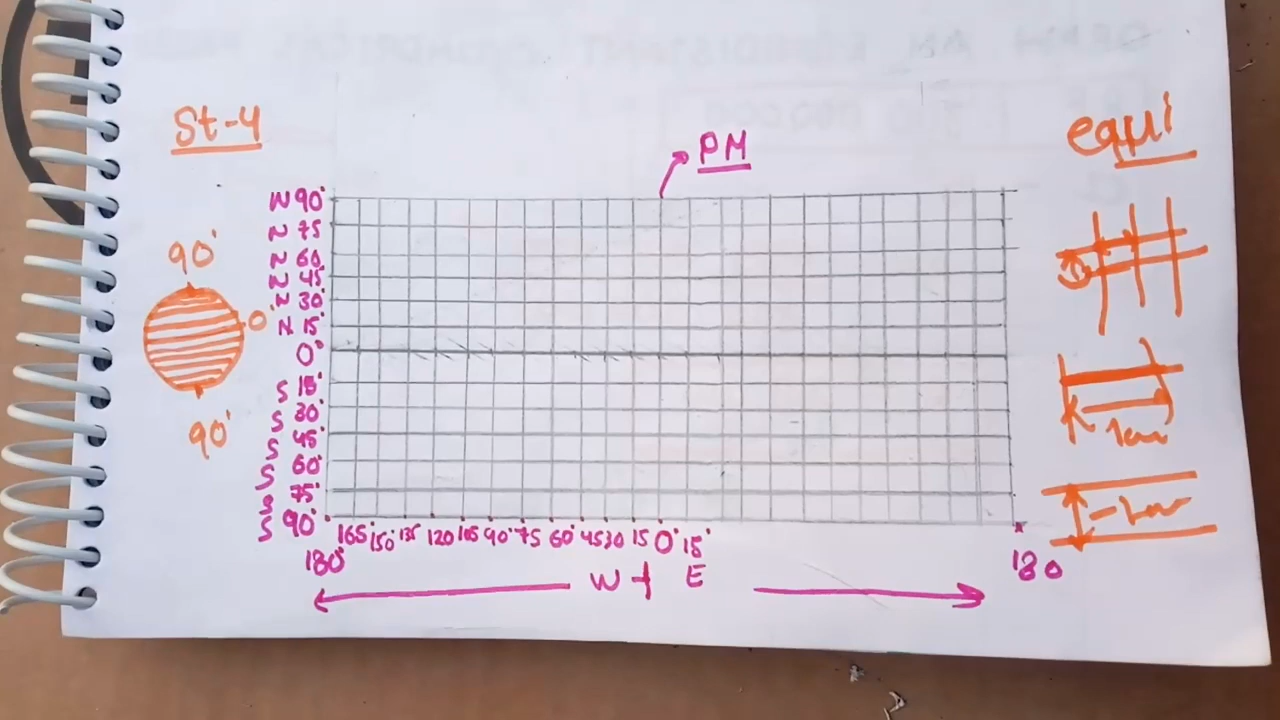 St-4
equi
PM
N 90°
N 75
N 60
N 45
N 30
N 15
0°
S 15°
S 30°
S 45
S 60
S 75°
S 90°
90°
0°
90°
165 150° 135 120 105 90° 75 60° 45 30 15 0° 15°
180°
180
W E
1cm